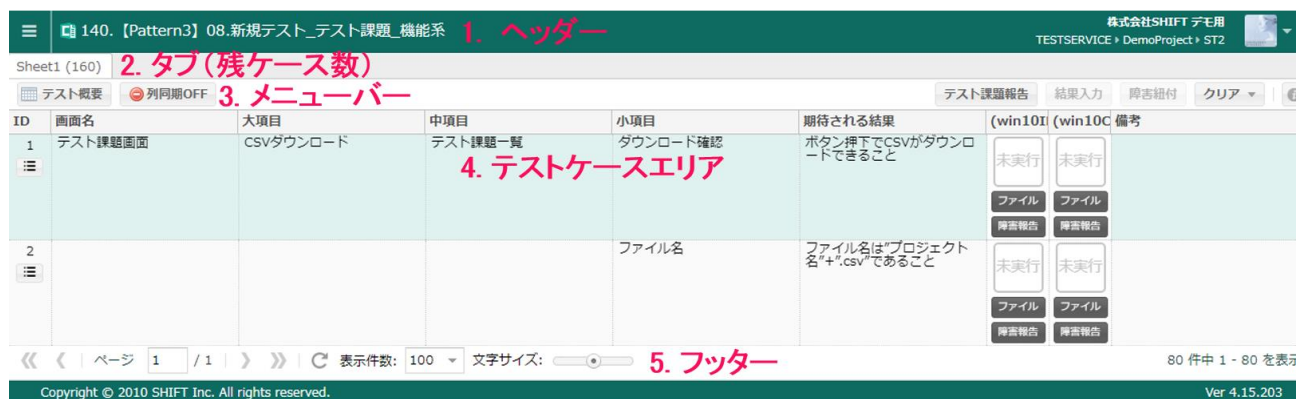 140.【Pattern3】08.新規テスト_テスト課題_機能系
1. ヘッダー
株式会社SHIFT デモ用
TESTSERVICE › DemoProject › ST2
Sheet1 (160)
2. タブ（残ケース数）
テスト概要
列同期OFF
3. メニューバー
テスト課題報告
結果入力
障害紐付
クリア
ID 画面名 大項目 中項目 小項目 期待される結果 (win10I (win10C 備考
1 テスト課題画面 CSVダウンロード テスト課題一覧 ダウンロード確認 ボタン押下でCSVがダウンロ
ードできること
未実行 未実行
4. テストケースエリア
ファイル ファイル
障害報告 障害報告
2 ファイル名 ファイル名は"プロジェクト
名"+".csv"であること
未実行 未実行
ファイル ファイル
障害報告 障害報告
ページ 1 / 1 表示件数: 100 文字サイズ:
5. フッター
80 件中 1 - 80 を表示
Copyright © 2010 SHIFT Inc. All rights reserved.
Ver 4.15.203